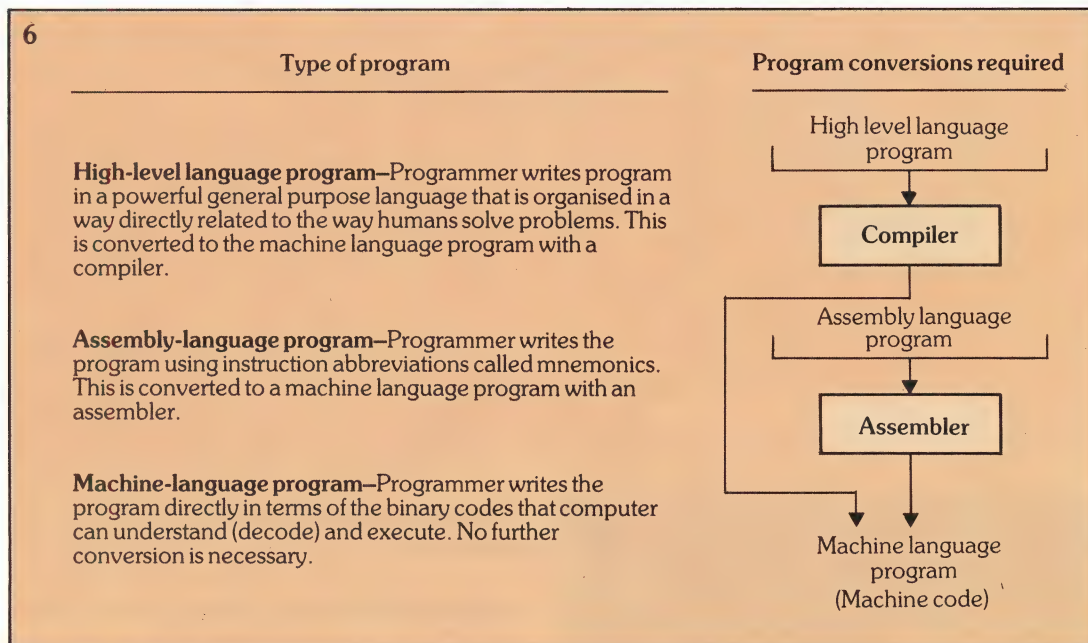 6
Type of program
High-level language program–Programmer writes program
in a powerful general purpose language that is organised in a
way directly related to the way humans solve problems. This
is converted to the machine language program with a
compiler.
Assembly-language program–Programmer writes the
program using instruction abbreviations called mnemonics.
This is converted to a machine language program with an
assembler.
Machine-language program–Programmer writes the
program directly in terms of the binary codes that computer
can understand (decode) and execute. No further
conversion is necessary.
Program conversions required
High level language
program
Compiler
Assembly language
program
Assembler
Machine language
program
(Machine code)